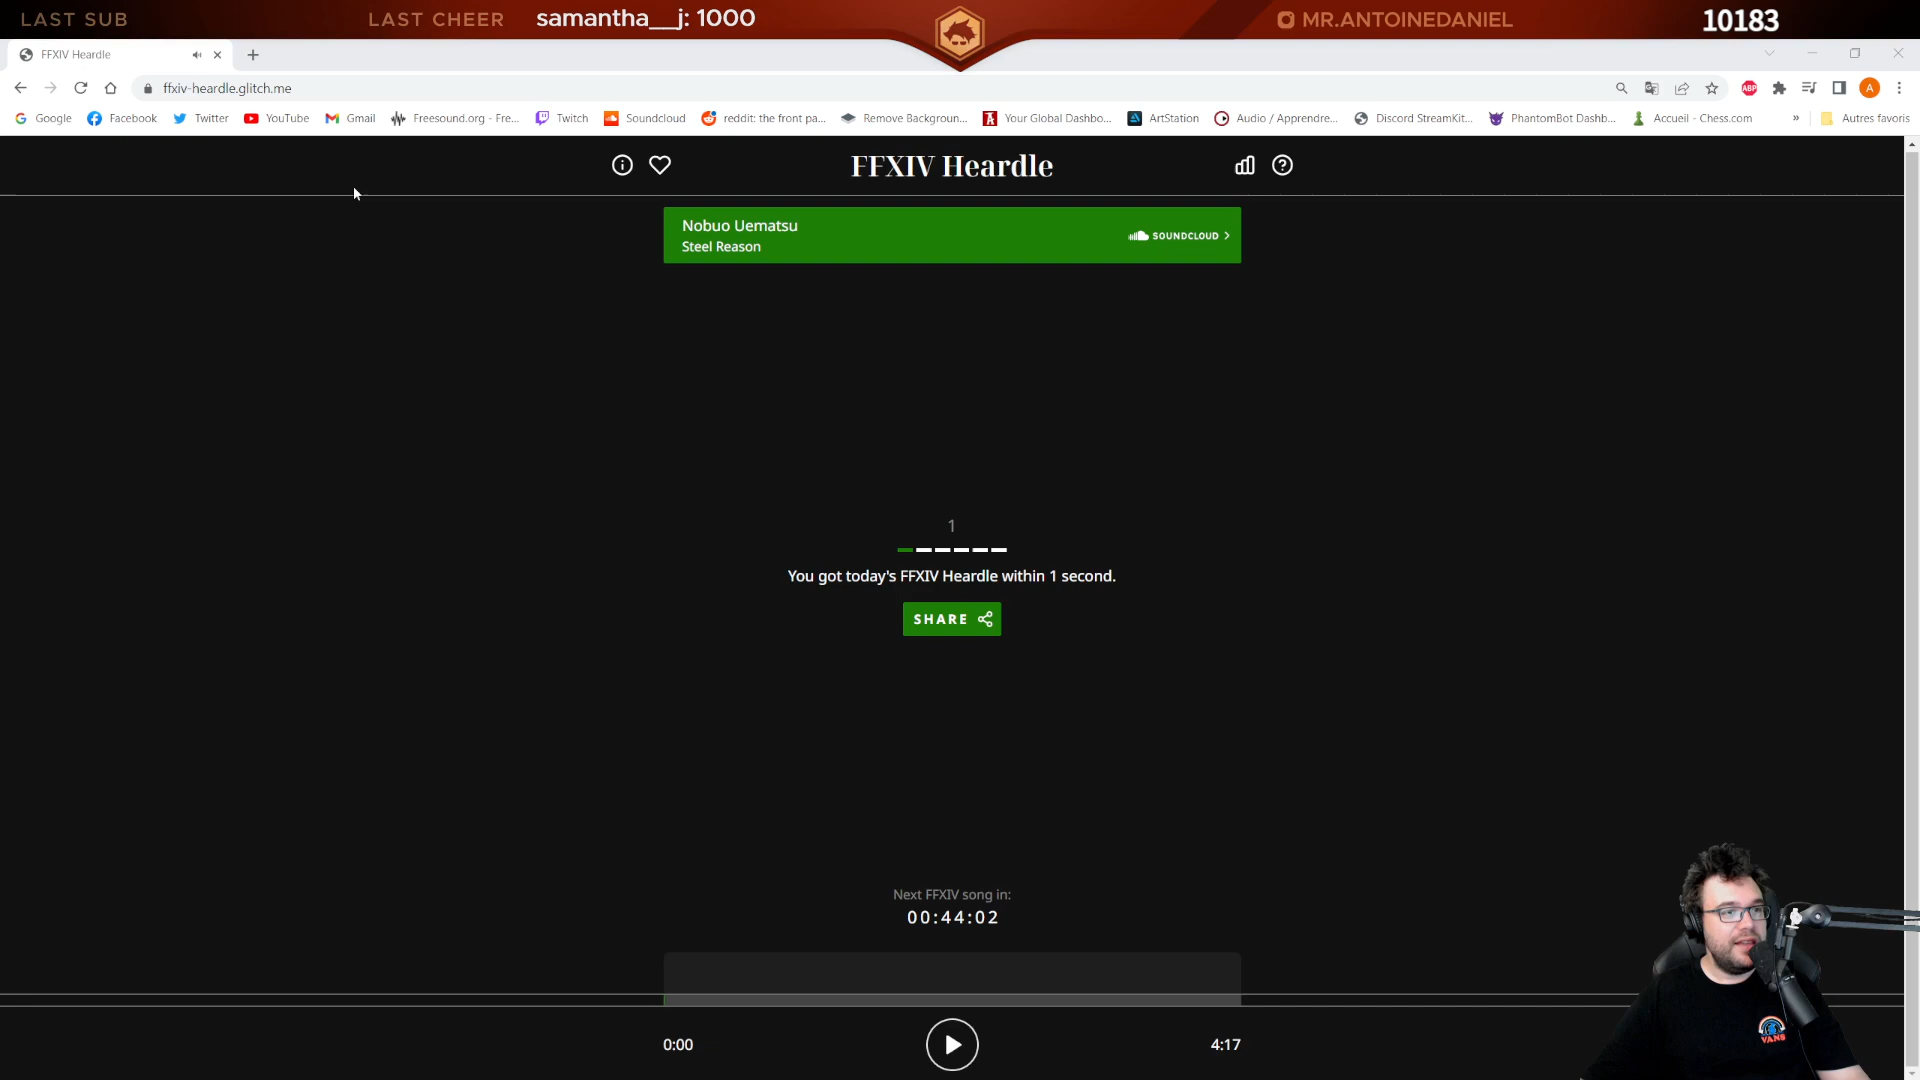 LAST SUB
LAST CHEER
samantha__j: 1000
MR.ANTOINEDANIEL
10183
FFXIV Heardle
ffxiv-heardle.glitch.me
ABP
A
Google
Facebook
Twitter
YouTube
Gmail
Freesound.org - Fre...
Twitch
Soundcloud
reddit: the front pa...
Remove Backgroun...
Your Global Dashbo...
ArtStation
Audio / Apprendre...
Discord StreamKit...
PhantomBot Dashb...
Accueil - Chess.com
»
Autres favoris
FFXIV Heardle
Nobuo Uematsu
Steel Reason
SOUNDCLOUD
1
You got today's FFXIV Heardle within 1 second.
SHARE
Next FFXIV song in:
00:44:02
0:00
4:17
VANS